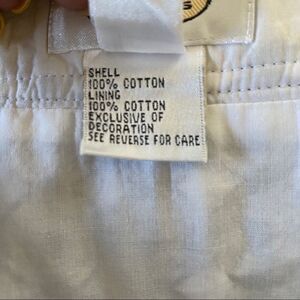 SHELL
100% COTTON
LINING
100% COTTON
EXCLUSIVE OF
DECORATION
SEE REVERSE FOR CARE